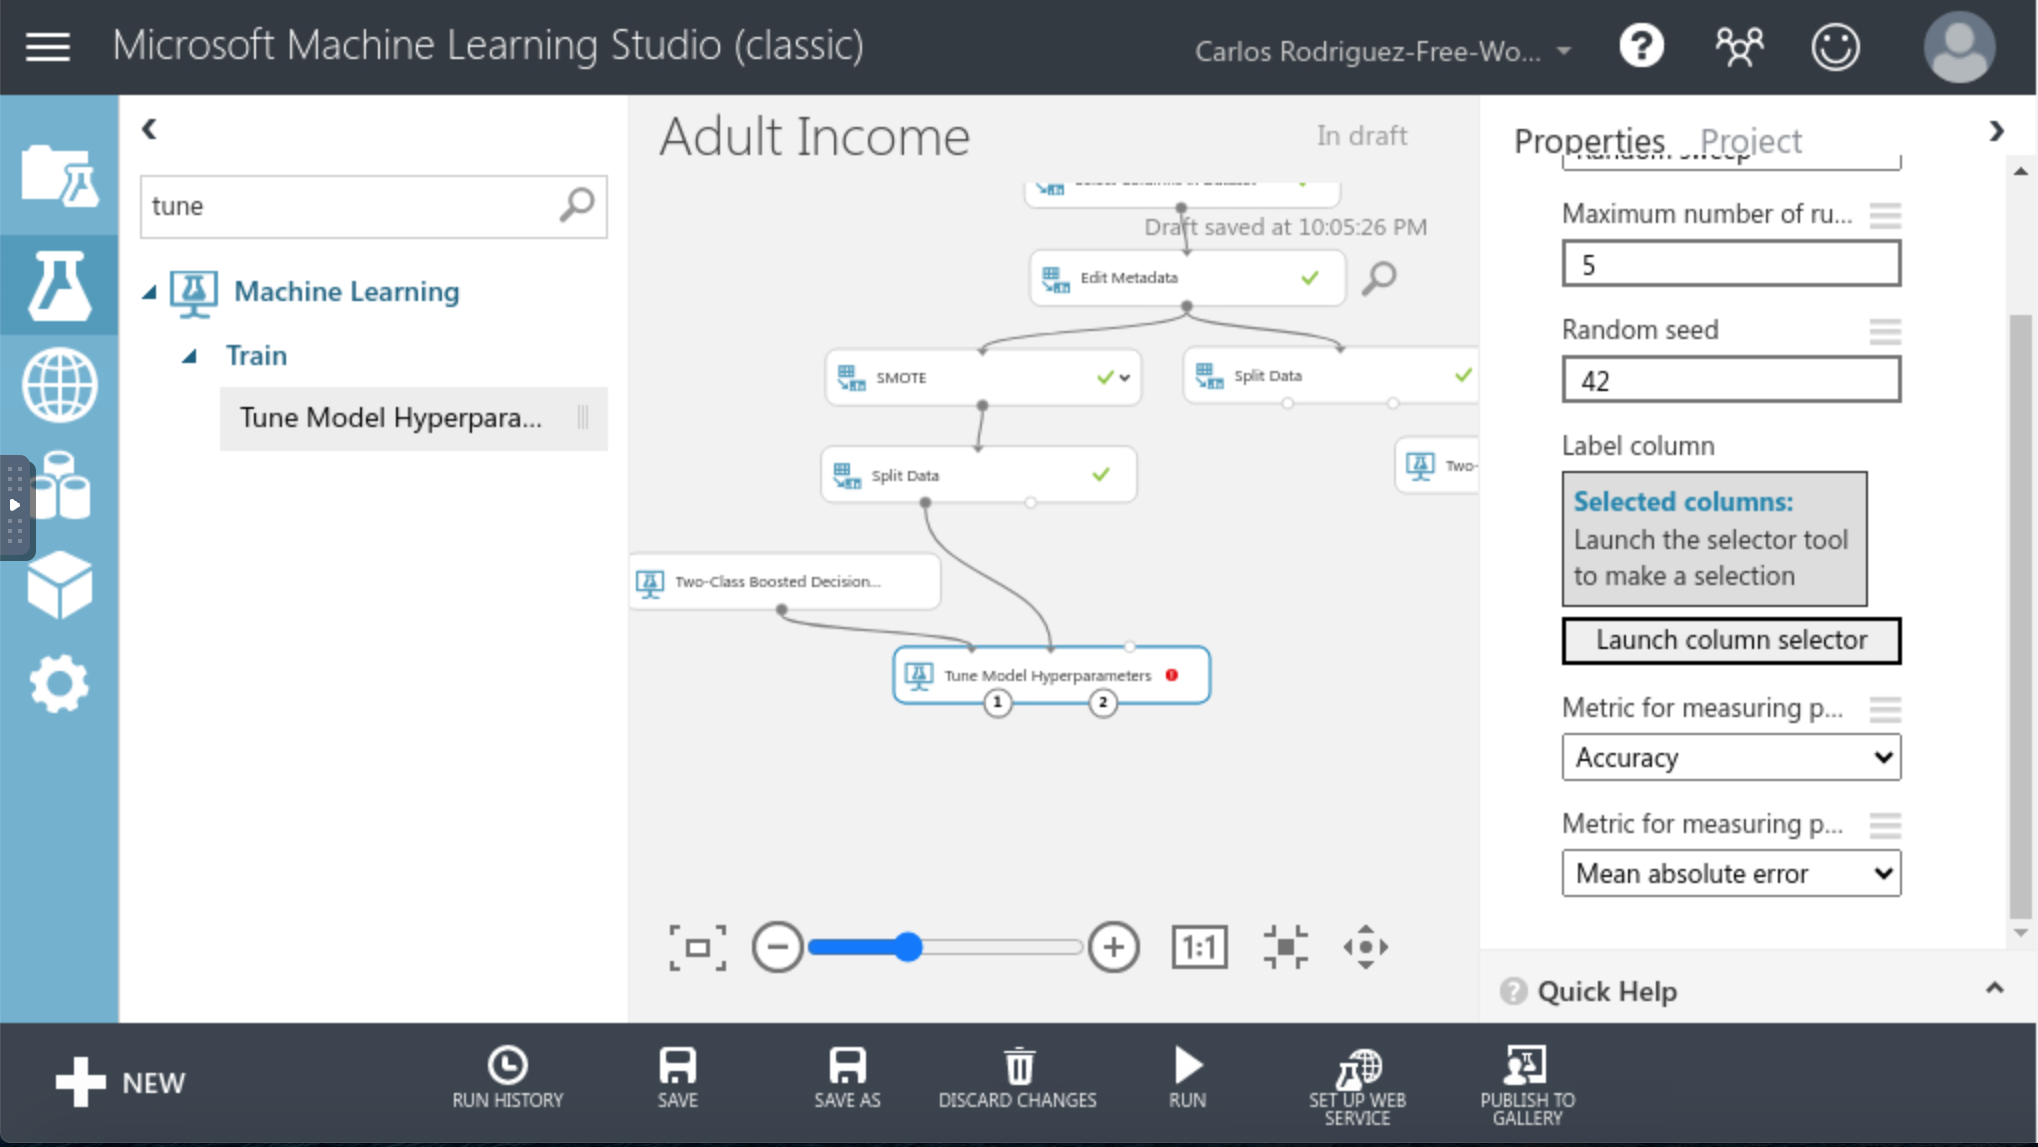 Microsoft Machine Learning Studio (classic)
Carlos Rodriguez-Free-Wo...
?
tune
Machine Learning
Train
Tune Model Hyperpara...
Adult Income
In draft
Draft saved at 10:05:26 PM
Edit Metadata
SMOTE
Split Data
Split Data
Two-
Two-Class Boosted Decision...
Tune Model Hyperparameters
1
2
1:1
Properties
Project
Random sweep
Maximum number of ru...
5
Random seed
42
Label column
Selected columns:
Launch the selector tool
to make a selection
Launch column selector
Metric for measuring p...
Accuracy
Metric for measuring p...
Mean absolute error
? Quick Help
NEW
RUN HISTORY
SAVE
SAVE AS
DISCARD CHANGES
RUN
SET UP WEB
SERVICE
PUBLISH TO
GALLERY